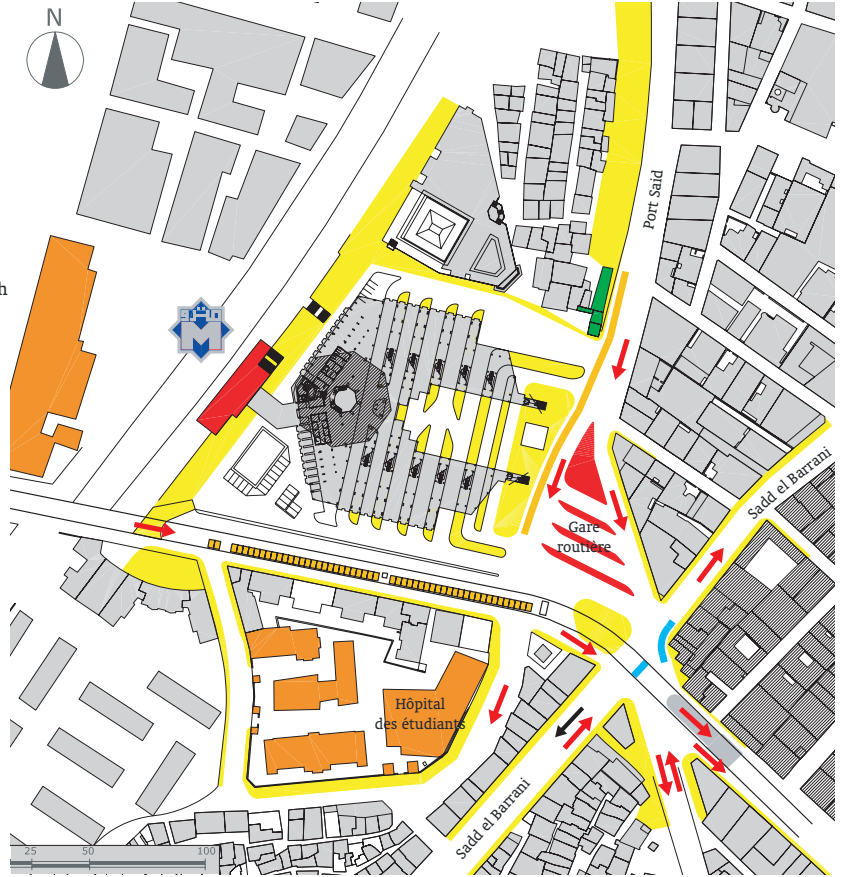 N
Port Said
h
M
Sadd el Barrani
Gare
routière
Hôpital
des étudiants
Sadd el Barrani
25 50 100